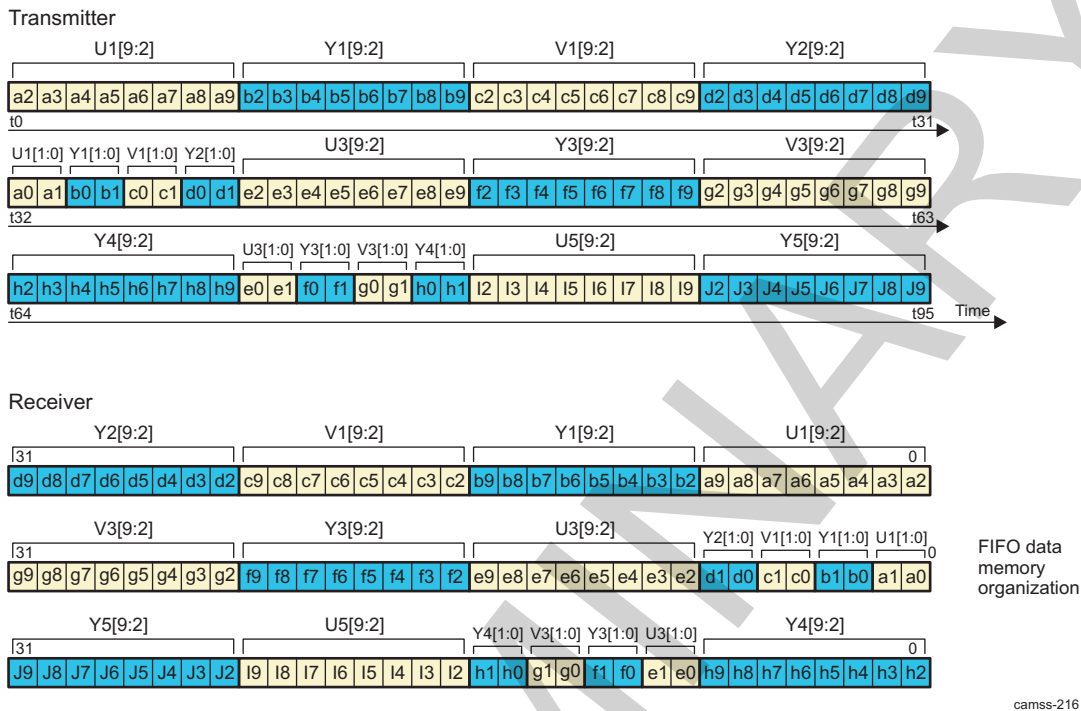 Transmitter
U1[9:2] Y1[9:2] V1[9:2] Y2[9:2]
a2 a3 a4 a5 a6 a7 a8 a9 b2 b3 b4 b5 b6 b7 b8 b9 c2 c3 c4 c5 c6 c7 c8 c9 d2 d3 d4 d5 d6 d7 d8 d9
t0 t31
U1[1:0] Y1[1:0] V1[1:0] Y2[1:0] U3[9:2] Y3[9:2] V3[9:2]
a0 a1 b0 b1 c0 c1 d0 d1 e2 e3 e4 e5 e6 e7 e8 e9 f2 f3 f4 f5 f6 f7 f8 f9 g2 g3 g4 g5 g6 g7 g8 g9
t32 t63
Y4[9:2] U3[1:0] Y3[1:0] V3[1:0] Y4[1:0] U5[9:2] Y5[9:2]
h2 h3 h4 h5 h6 h7 h8 h9 e0 e1 f0 f1 g0 g1 h0 h1 I2 I3 I4 I5 I6 I7 I8 I9 J2 J3 J4 J5 J6 J7 J8 J9
t64 t95 Time
Receiver
Y2[9:2] V1[9:2] Y1[9:2] U1[9:2]
31 0
d9 d8 d7 d6 d5 d4 d3 d2 c9 c8 c7 c6 c5 c4 c3 c2 b9 b8 b7 b6 b5 b4 b3 b2 a9 a8 a7 a6 a5 a4 a3 a2
V3[9:2] Y3[9:2] U3[9:2] Y2[1:0] V1[1:0] Y1[1:0] U1[1:0]
31 0
g9 g8 g7 g6 g5 g4 g3 g2 f9 f8 f7 f6 f5 f4 f3 f2 e9 e8 e7 e6 e5 e4 e3 e2 d1 d0 c1 c0 b1 b0 a1 a0
FIFO data
memory
organization
Y5[9:2] U5[9:2] Y4[1:0] V3[1:0] Y3[1:0] U3[1:0] Y4[9:2]
31 0
J9 J8 J7 J6 J5 J4 J3 J2 I9 I8 I7 I6 I5 I4 I3 I2 h1 h0 g1 g0 f1 f0 e1 e0 h9 h8 h7 h6 h5 h4 h3 h2
camss-216
MINARY